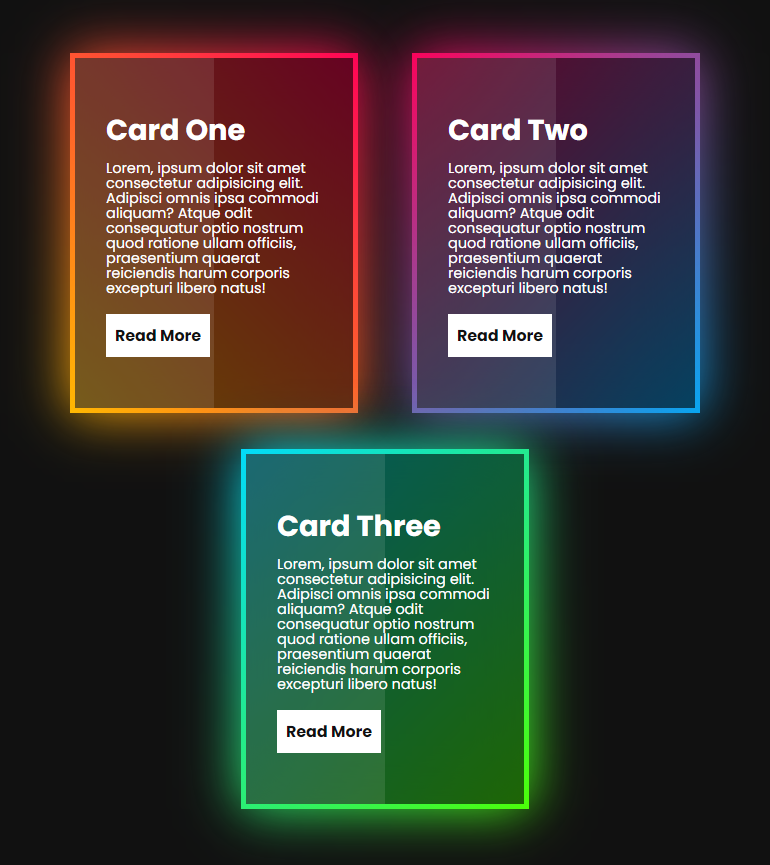 Card One
Lorem, ipsum dolor sit amet
consectetur adipisicing elit.
Adipisci omnis ipsa commodi
aliquam? Atque odit
consequatur optio nostrum
quod ratione ullam officiis,
praesentium quaerat
reiciendis harum corporis
excepturi libero natus!
Read More
Card Two
Lorem, ipsum dolor sit amet
consectetur adipisicing elit.
Adipisci omnis ipsa commodi
aliquam? Atque odit
consequatur optio nostrum
quod ratione ullam officiis,
praesentium quaerat
reiciendis harum corporis
excepturi libero natus!
Read More
Card Three
Lorem, ipsum dolor sit amet
consectetur adipisicing elit.
Adipisci omnis ipsa commodi
aliquam? Atque odit
consequatur optio nostrum
quod ratione ullam officiis,
praesentium quaerat
reiciendis harum corporis
excepturi libero natus!
Read More